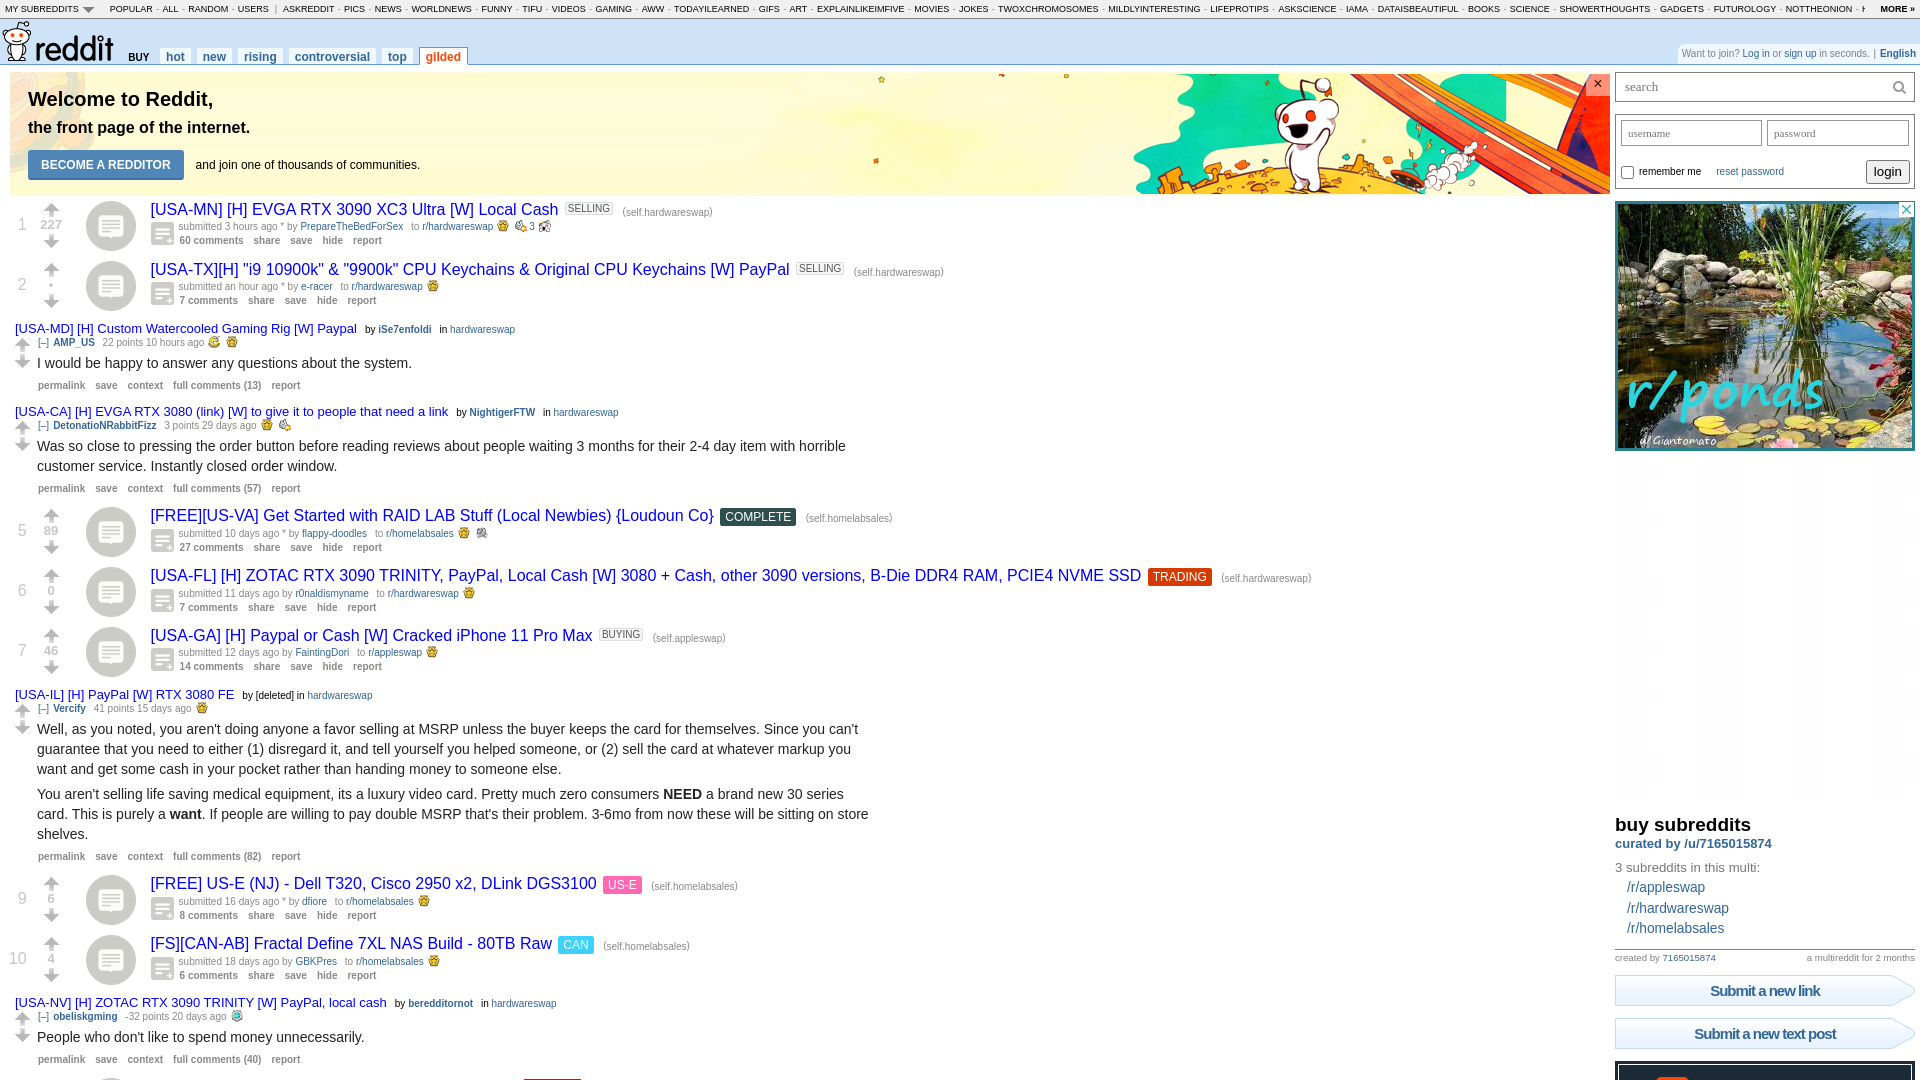 MY SUBREDDITS POPULAR - ALL - RANDOM - USERS | ASKREDDIT - PICS - NEWS - WORLDNEWS - FUNNY - TIFU - VIDEOS - GAMING - AWW - TODAYILEARNED - GIFS - ART - EXPLAINLIKEIMFIVE - MOVIES - JOKES - TWOXCHROMOSOMES - MILDLYINTERESTING - LIFEPROTIPS - ASKSCIENCE - IAMA - DATAISBEAUTIFUL - BOOKS - SCIENCE - SHOWERTHOUGHTS - GADGETS - FUTUROLOGY - NOTTHEONION - MORE »
reddit BUY hot new rising controversial top gilded
Want to join? Log in or sign up in seconds. | English
Welcome to Reddit,
the front page of the internet.
BECOME A REDDITOR and join one of thousands of communities.
×
search
username password
remember me reset password login
1 227 [USA-MN] [H] EVGA RTX 3090 XC3 Ultra [W] Local Cash SELLING (self.hardwareswap)
submitted 3 hours ago * by PrepareTheBedForSex to r/hardwareswap 3
60 comments share save hide report
2 • [USA-TX][H] "i9 10900k" & "9900k" CPU Keychains & Original CPU Keychains [W] PayPal SELLING (self.hardwareswap)
submitted an hour ago * by e-racer to r/hardwareswap
7 comments share save hide report
[USA-MD] [H] Custom Watercooled Gaming Rig [W] Paypal by iSe7enfoldi in hardwareswap
[–] AMP_US 22 points 10 hours ago
I would be happy to answer any questions about the system.
permalink save context full comments (13) report
[USA-CA] [H] EVGA RTX 3080 (link) [W] to give it to people that need a link by NightigerFTW in hardwareswap
[–] DetonatioNRabbitFizz 3 points 29 days ago
Was so close to pressing the order button before reading reviews about people waiting 3 months for their 2-4 day item with horrible
customer service. Instantly closed order window.
permalink save context full comments (57) report
5 89 [FREE][US-VA] Get Started with RAID LAB Stuff (Local Newbies) {Loudoun Co} COMPLETE (self.homelabsales)
submitted 10 days ago * by flappy-doodles to r/homelabsales
27 comments share save hide report
6 0 [USA-FL] [H] ZOTAC RTX 3090 TRINITY, PayPal, Local Cash [W] 3080 + Cash, other 3090 versions, B-Die DDR4 RAM, PCIE4 NVME SSD TRADING (self.hardwareswap)
submitted 11 days ago by r0naldismyname to r/hardwareswap
7 comments share save hide report
7 46 [USA-GA] [H] Paypal or Cash [W] Cracked iPhone 11 Pro Max BUYING (self.appleswap)
submitted 12 days ago by FaintingDori to r/appleswap
14 comments share save hide report
[USA-IL] [H] PayPal [W] RTX 3080 FE by [deleted] in hardwareswap
[–] Vercify 41 points 15 days ago
Well, as you noted, you aren't doing anyone a favor selling at MSRP unless the buyer keeps the card for themselves. Since you can't
guarantee that you need to either (1) disregard it, and tell yourself you helped someone, or (2) sell the card at whatever markup you
want and get some cash in your pocket rather than handing money to someone else.
You aren't selling life saving medical equipment, its a luxury video card. Pretty much zero consumers NEED a brand new 30 series
card. This is purely a want. If people are willing to pay double MSRP that's their problem. 3-6mo from now these will be sitting on store
shelves.
permalink save context full comments (82) report
9 6 [FREE] US-E (NJ) - Dell T320, Cisco 2950 x2, DLink DGS3100 US-E (self.homelabsales)
submitted 16 days ago * by dfiore to r/homelabsales
8 comments share save hide report
10 4 [FS][CAN-AB] Fractal Define 7XL NAS Build - 80TB Raw CAN (self.homelabsales)
submitted 18 days ago by GBKPres to r/homelabsales
6 comments share save hide report
[USA-NV] [H] ZOTAC RTX 3090 TRINITY [W] PayPal, local cash by heredditornot in hardwareswap
[–] obeliskgming -32 points 20 days ago
People who don't like to spend money unnecessarily.
permalink save context full comments (40) report
r/ponds
u/Giantomato
buy subreddits
curated by /u/7165015874
3 subreddits in this multi:
/r/appleswap
/r/hardwareswap
/r/homelabsales
created by 7165015874 a multireddit for 2 months
Submit a new link
Submit a new text post